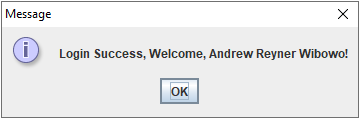 Message
Login Success, Welcome, Andrew Reyner Wibowo!
OK